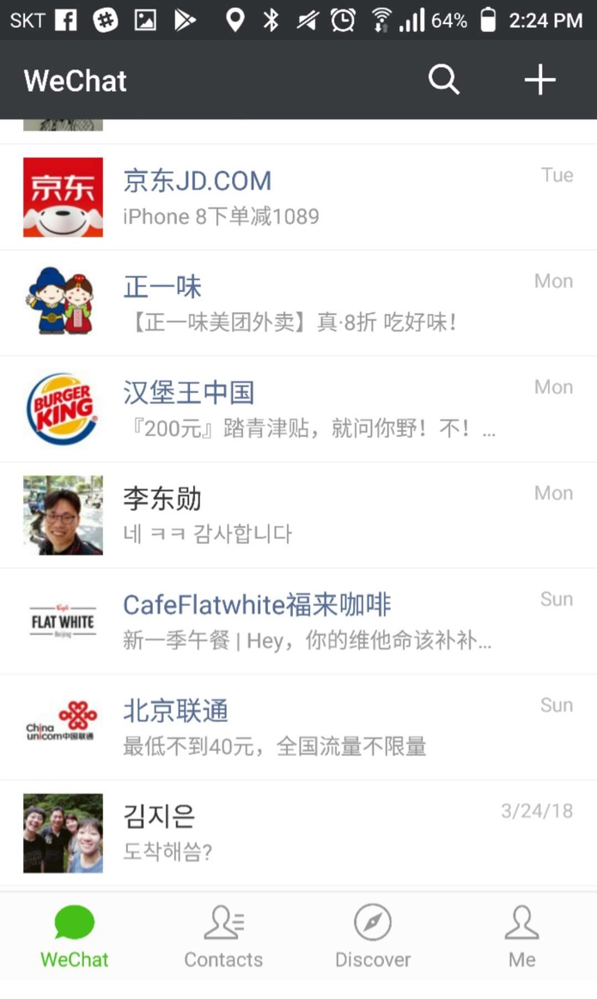 SKT 64% 2:24 PM
WeChat
京东
京东JD.COM Tue
iPhone 8下单减1089
正一味 Mon
【正一味美团外卖】真·8折 吃好味！
BURGER
KING
汉堡王中国 Mon
『200元』踏青津贴，就问你野！不！...
李东勋 Mon
네 ㅋㅋ 감사합니다
FLAT WHITE
Beijing
CafeFlatwhite福来咖啡 Sun
新一季午餐 | Hey，你的维他命该补补...
China
unicom中国联通
北京联通 Sun
最低不到40元，全国流量不限量
김지은 3/24/18
도착해씀?
WeChat Contacts Discover Me